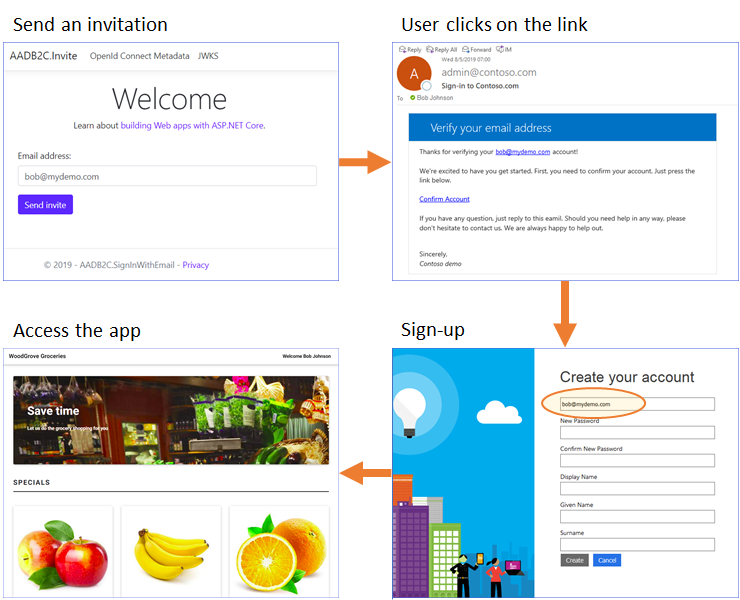 Send an invitation
AADB2C.Invite OpenId Connect Metadata JWKS
Welcome
Learn about building Web apps with ASP.NET Core.
Email address:
bob@mydemo.com
Send invite
© 2019 - AADB2C.SignInWithEmail - Privacy
User clicks on the link
Reply Reply All Forward IM
Wed 8/5/2019 07:00
A
admin@contoso.com
Sign-in to Contoso.com
To Bob Johnson
Verify your email address
Thanks for verifying your bob@mydemo.com account!
We're excited to have you get started. First, you need to confirm your account. Just press the
link below.
Confirm Account
If you have any question, just reply to this eamil. Should you need help in any way, please
don't hesitate to contact us. We are always happy to help out.
Sincerely,
Contoso demo
Access the app
WoodGrove Groceries Welcome Bob Johnson
Save time
Let us do the grocery shopping for you
SPECIALS
Sign-up
Create your account
bob@mydemo.com
New Password
Confirm New Password
Display Name
Given Name
Surname
Create Cancel